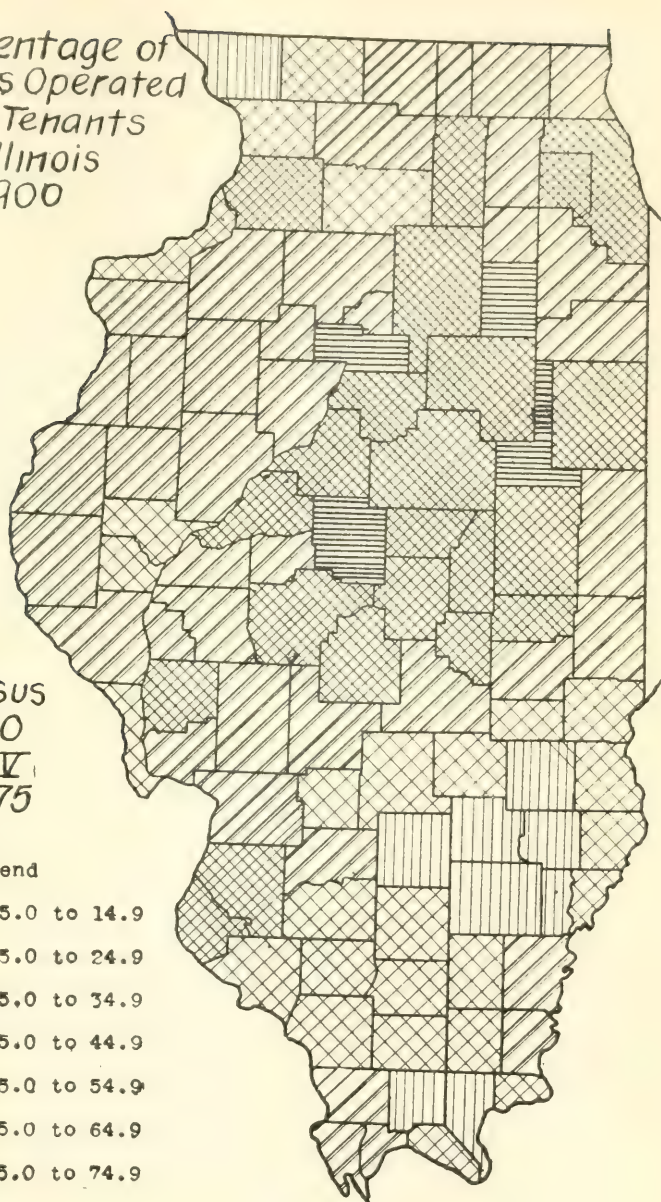 entage of
s Operated
Tenants
llinois
900
sus
0
IV
75
end
5.0 to 14.9
5.0 to 24.9
5.0 to 34.9
5.0 to 44.9
5.0 to 54.9
5.0 to 64.9
5.0 to 74.9